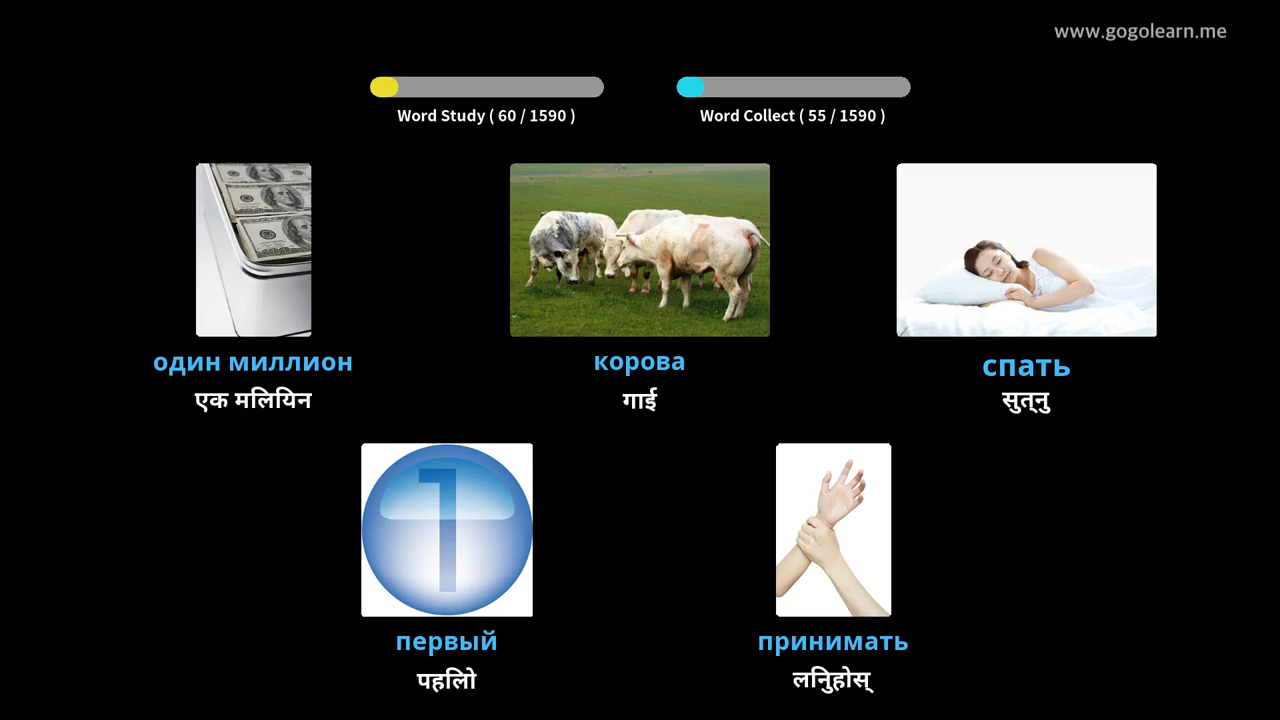 www.gogolearn.me
Word Study ( 60 / 1590 )
Word Collect ( 55 / 1590 )
один миллион
एक मिलियिन
корова
गाई
спать
सुत्नु
первый
पहिलो
принимать
लिनुहोस्